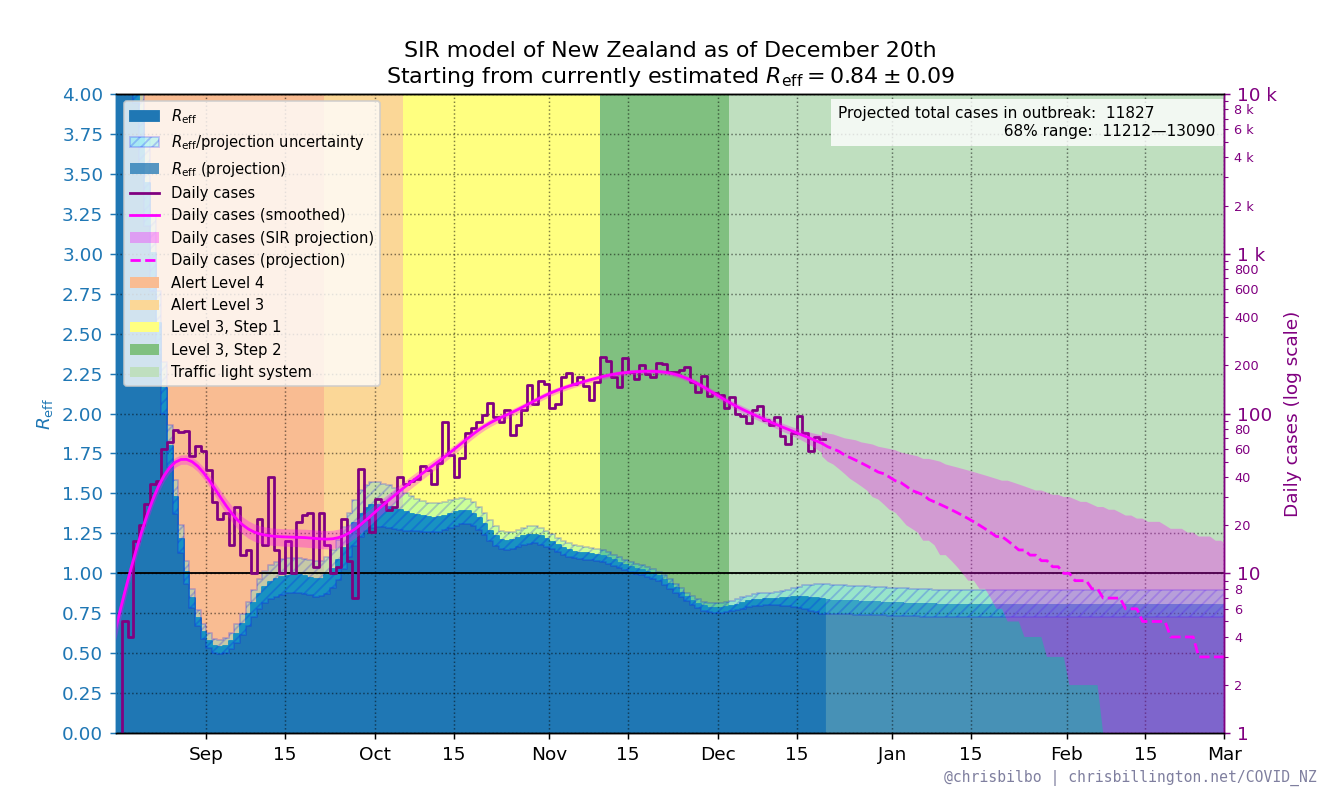 SIR model of New Zealand as of December 20th
Starting from currently estimated R_eff = 0.84 ± 0.09
Projected total cases in outbreak: 11827
68% range: 11212—13090
R_eff
R_eff/projection uncertainty
R_eff (projection)
Daily cases
Daily cases (smoothed)
Daily cases (SIR projection)
Daily cases (projection)
Alert Level 4
Alert Level 3
Level 3, Step 1
Level 3, Step 2
Traffic light system
R_eff
4.00
3.75
3.50
3.25
3.00
2.75
2.50
2.25
2.00
1.75
1.50
1.25
1.00
0.75
0.50
0.25
0.00
10 k
8 k
6 k
4 k
2 k
1 k
800
600
400
200
100
80
60
40
20
10
8
6
4
2
1
Daily cases (log scale)
Sep 15 Oct 15 Nov 15 Dec 15 Jan 15 Feb 15 Mar
@chrisbilbo | chrisbillington.net/COVID_NZ